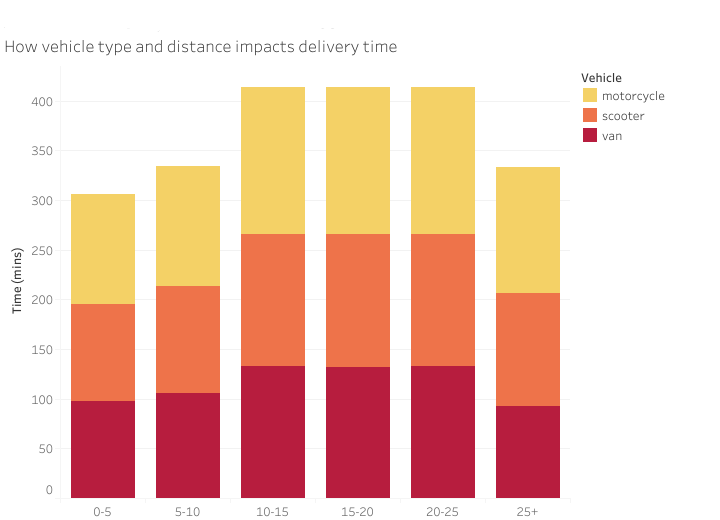 How vehicle type and distance impacts delivery time
Vehicle
motorcycle
scooter
van
Time (mins)
400
350
300
250
200
150
100
50
0
0-5
5-10
10-15
15-20
20-25
25+